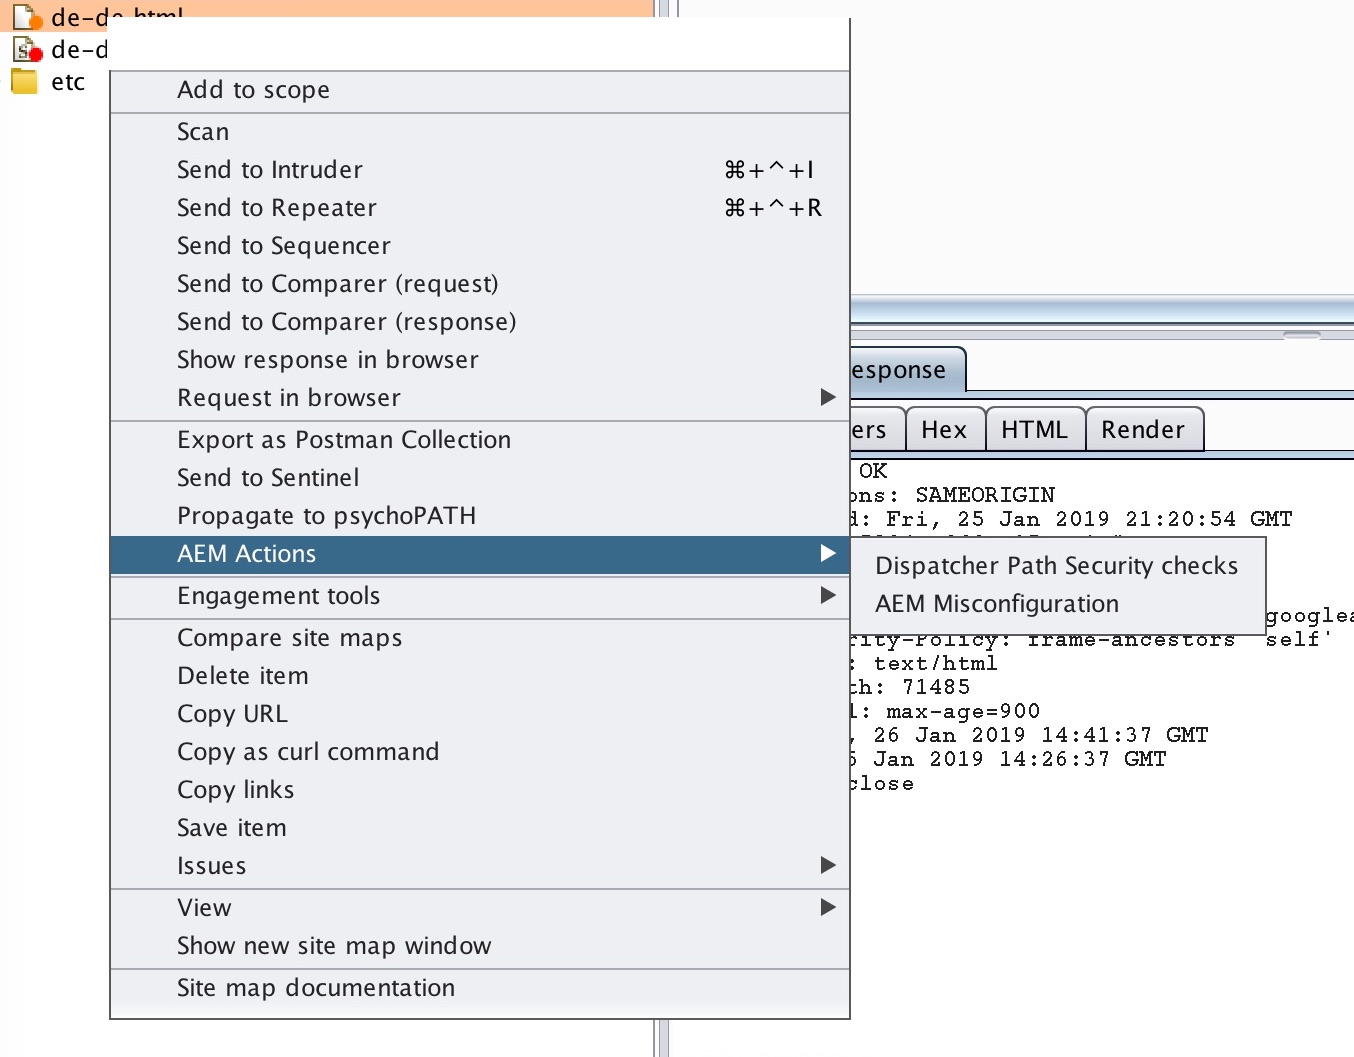 de-de.html
de-d
etc
Add to scope
Scan
Send to Intruder ⌘+^+I
Send to Repeater ⌘+^+R
Send to Sequencer
Send to Comparer (request)
Send to Comparer (response)
Show response in browser
Request in browser
Export as Postman Collection
Send to Sentinel
Propagate to psychoPATH
AEM Actions
Engagement tools
Compare site maps
Delete item
Copy URL
Copy as curl command
Copy links
Save item
Issues
View
Show new site map window
Site map documentation
Dispatcher Path Security checks
AEM Misconfiguration
esponse
ers Hex HTML Render
OK
ons: SAMEORIGIN
d: Fri, 25 Jan 2019 21:20:54 GMT
googlea
rity-Policy: frame-ancestors 'self'
: text/html
th: 71485
l: max-age=900
, 26 Jan 2019 14:41:37 GMT
6 Jan 2019 14:26:37 GMT
close